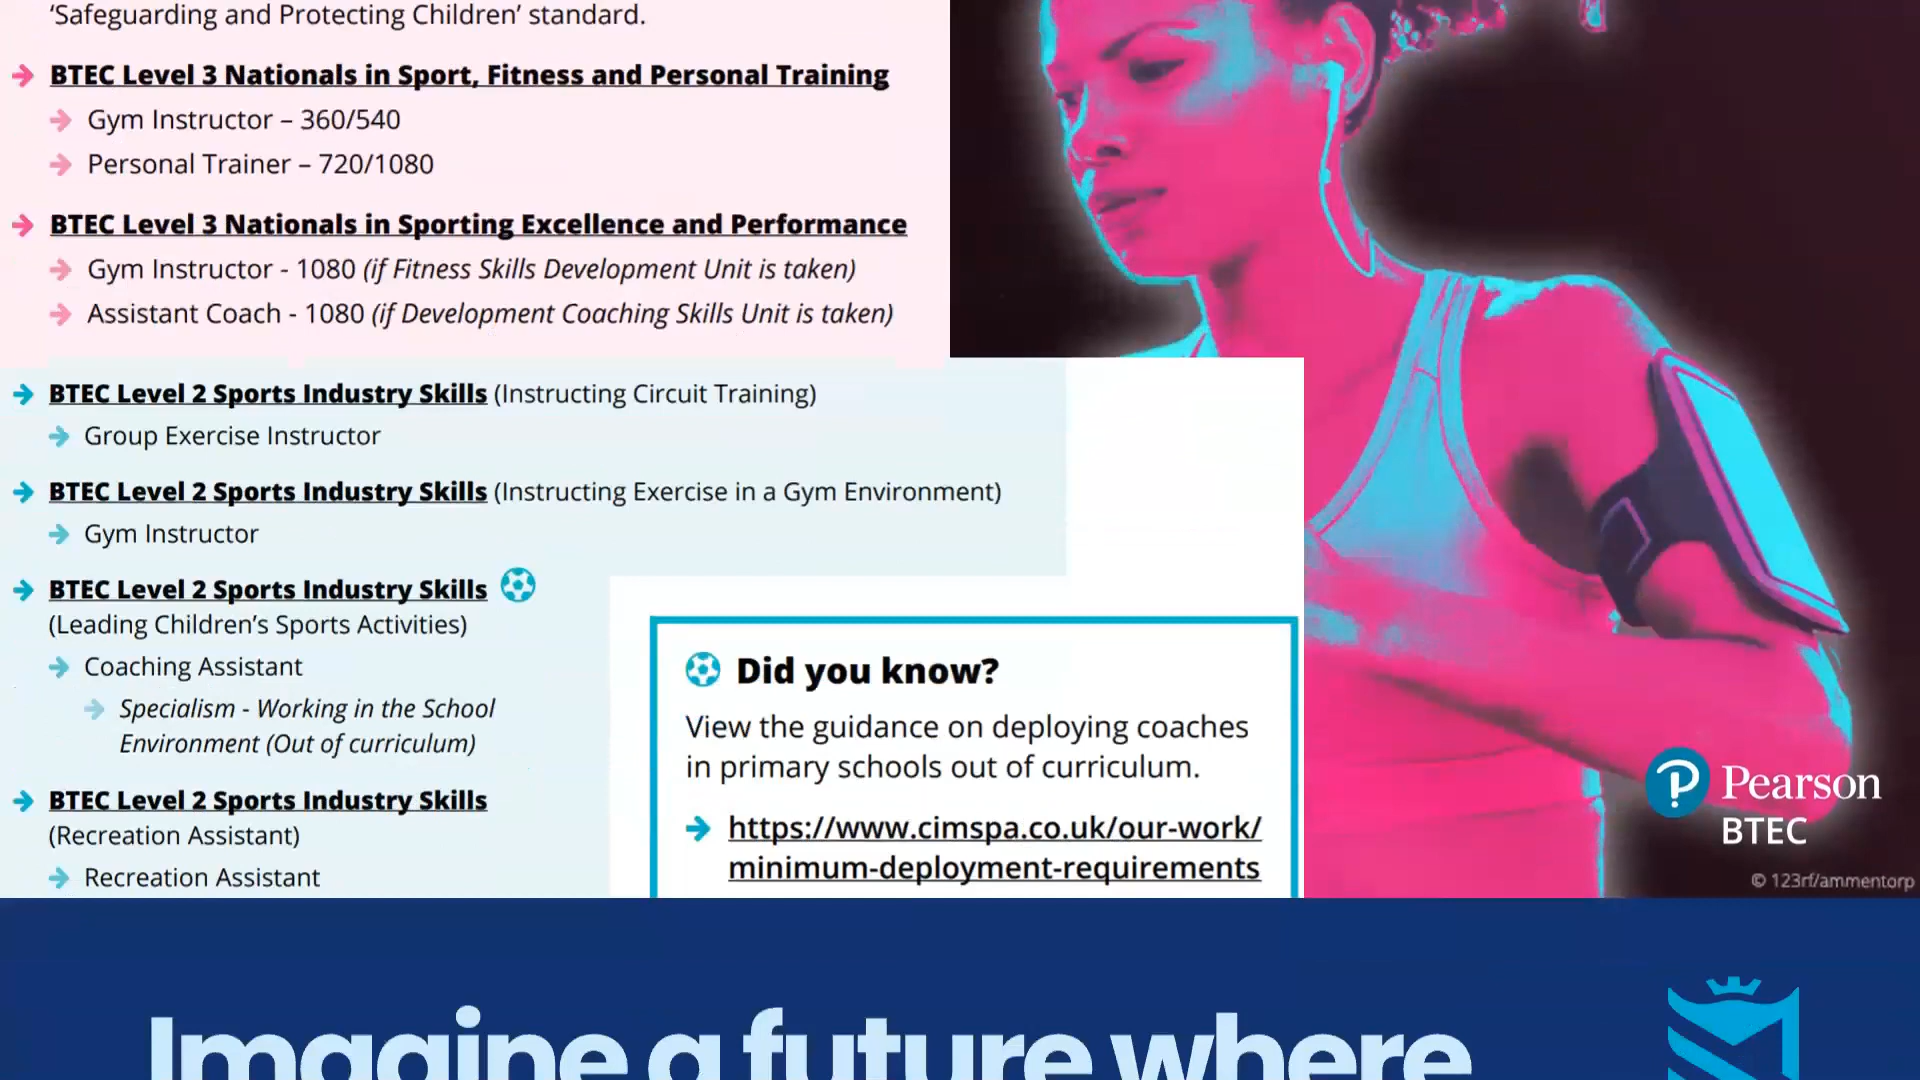 ‘Safeguarding and Protecting Children’ standard.
BTEC Level 3 Nationals in Sport, Fitness and Personal Training
Gym Instructor – 360/540
Personal Trainer – 720/1080
BTEC Level 3 Nationals in Sporting Excellence and Performance
Gym Instructor - 1080 (if Fitness Skills Development Unit is taken)
Assistant Coach - 1080 (if Development Coaching Skills Unit is taken)
BTEC Level 2 Sports Industry Skills (Instructing Circuit Training)
Group Exercise Instructor
BTEC Level 2 Sports Industry Skills (Instructing Exercise in a Gym Environment)
Gym Instructor
BTEC Level 2 Sports Industry Skills
(Leading Children’s Sports Activities)
Coaching Assistant
Specialism - Working in the School
Environment (Out of curriculum)
BTEC Level 2 Sports Industry Skills
(Recreation Assistant)
Recreation Assistant
Did you know?
View the guidance on deploying coaches
in primary schools out of curriculum.
https://www.cimspa.co.uk/our-work/
minimum-deployment-requirements
Pearson
BTEC
© 123rf/ammentorp
Imagine a future where